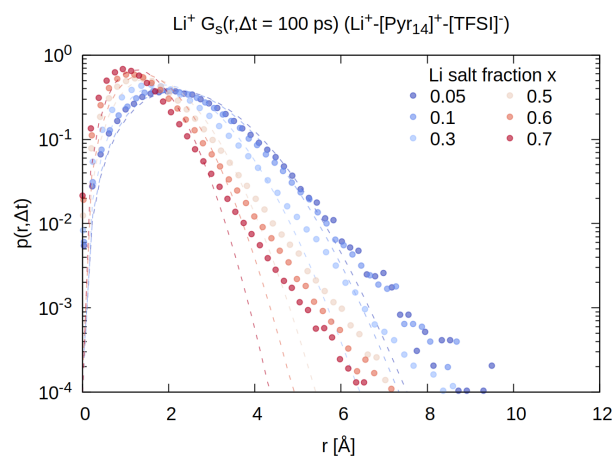 Li⁺ Gₛ(r,Δt = 100 ps) (Li⁺-[Pyr₁₄]⁺-[TFSI]⁻)
p(r,Δt)
10⁰
10⁻¹
10⁻²
10⁻³
10⁻⁴
Li salt fraction x
0.05 0.5
0.1 0.6
0.3 0.7
0 2 4 6 8 10 12
r [Å]